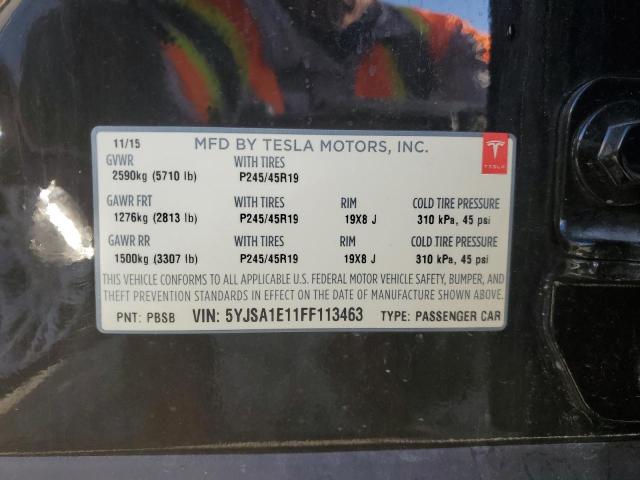 11/15 MFD BY TESLA MOTORS, INC.
GVWR WITH TIRES
2590kg (5710 lb) P245/45R19
TESLA
GAWR FRT WITH TIRES RIM COLD TIRE PRESSURE
1276kg (2813 lb) P245/45R19 19X8 J 310 kPa, 45 psi
GAWR RR WITH TIRES RIM COLD TIRE PRESSURE
1500kg (3307 lb) P245/45R19 19X8 J 310 kPa, 45 psi
THIS VEHICLE CONFORMS TO ALL APPLICABLE U.S. FEDERAL MOTOR VEHICLE SAFETY, BUMPER, AND
THEFT PREVENTION STANDARDS IN EFFECT ON THE DATE OF MANUFACTURE SHOWN ABOVE.
PNT: PBSB VIN: 5YJSA1E11FF113463 TYPE: PASSENGER CAR